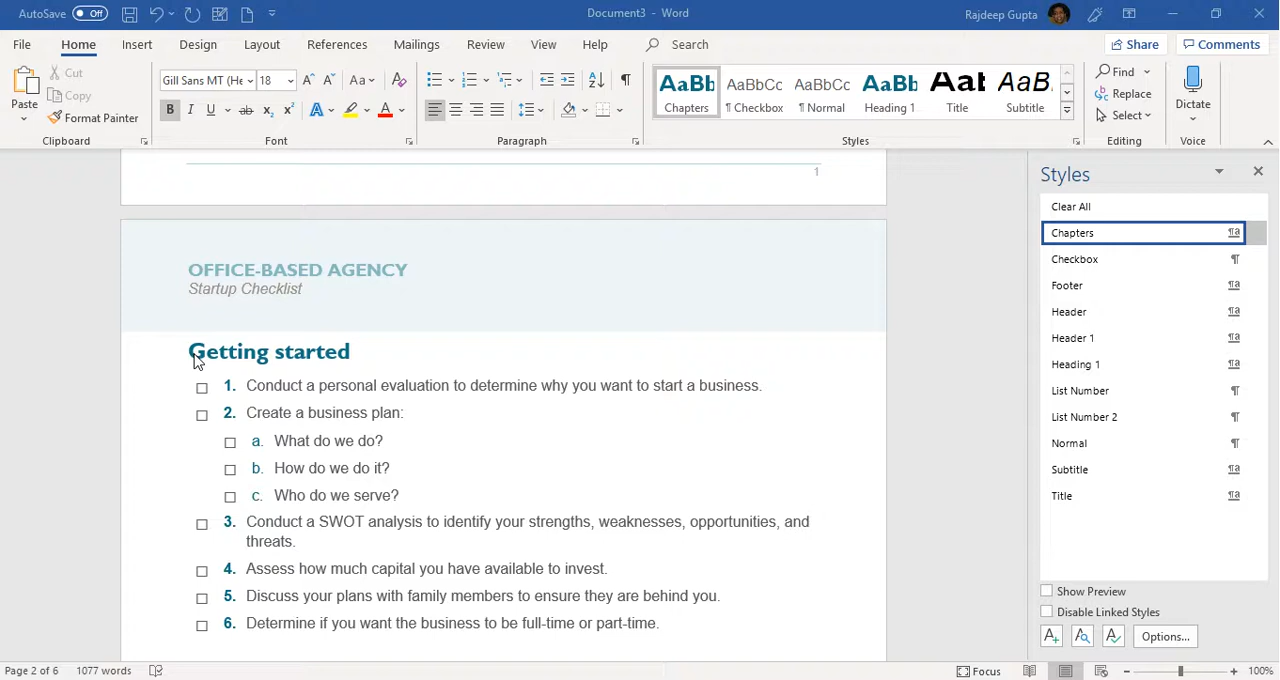 AutoSave Off Document3 - Word Rajdeep Gupta
File Home Insert Design Layout References Mailings Review View Help Search Share Comments
Paste Cut Copy Format Painter
Clipboard
Gill Sans MT (He 18 Aa
B I U ab x₂ x² A A
Font
Paragraph
AaBb AaBbCc AaBbCc AaBb AaB AaB.
Chapters ¶ Checkbox ¶ Normal Heading 1 Title Subtitle
Styles
Find Replace Select
Editing
Dictate
Voice
1
OFFICE-BASED AGENCY
Startup Checklist
Getting started
1. Conduct a personal evaluation to determine why you want to start a business.
2. Create a business plan:
a. What do we do?
b. How do we do it?
c. Who do we serve?
3. Conduct a SWOT analysis to identify your strengths, weaknesses, opportunities, and
threats.
4. Assess how much capital you have available to invest.
5. Discuss your plans with family members to ensure they are behind you.
6. Determine if you want the business to be full-time or part-time.
Styles
Clear All
Chapters ¶a
Checkbox ¶
Footer ¶a
Header ¶a
Header 1 ¶a
Heading 1 ¶a
List Number ¶
List Number 2 ¶
Normal ¶
Subtitle ¶a
Title ¶a
Show Preview
Disable Linked Styles
Options...
Page 2 of 6 1077 words Focus 100%